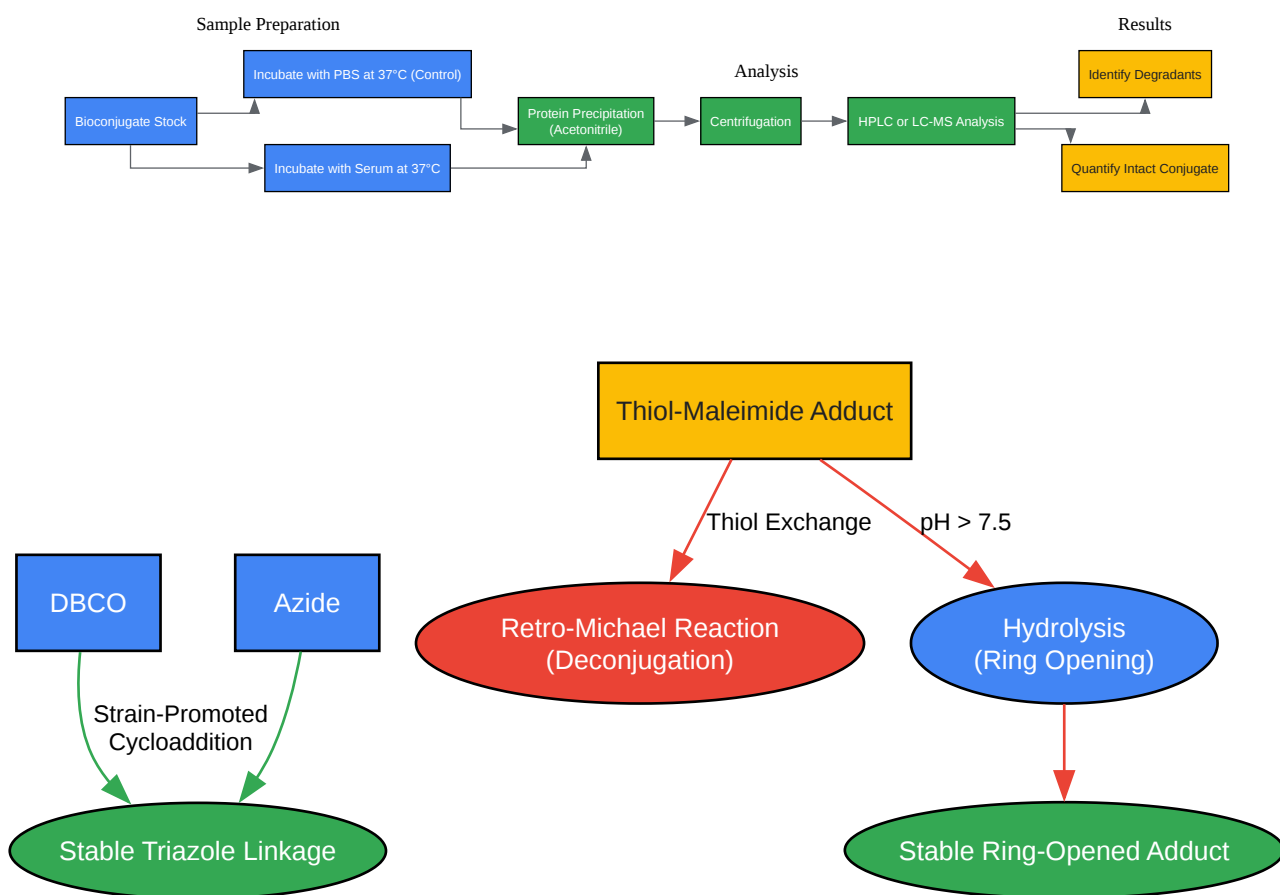 Sample Preparation
Results
Incubate with PBS at 37°C (Control)
Identify Degradants
Analysis
Bioconjugate Stock
Protein Precipitation
(Acetonitrile)
Centrifugation
HPLC or LC-MS Analysis
Incubate with Serum at 37°C
Quantify Intact Conjugate
Thiol-Maleimide Adduct
Thiol Exchange
pH > 7.5
DBCO
Azide
Retro-Michael Reaction
(Deconjugation)
Hydrolysis
(Ring Opening)
Strain-Promoted
Cycloaddition
Stable Triazole Linkage
Stable Ring-Opened Adduct